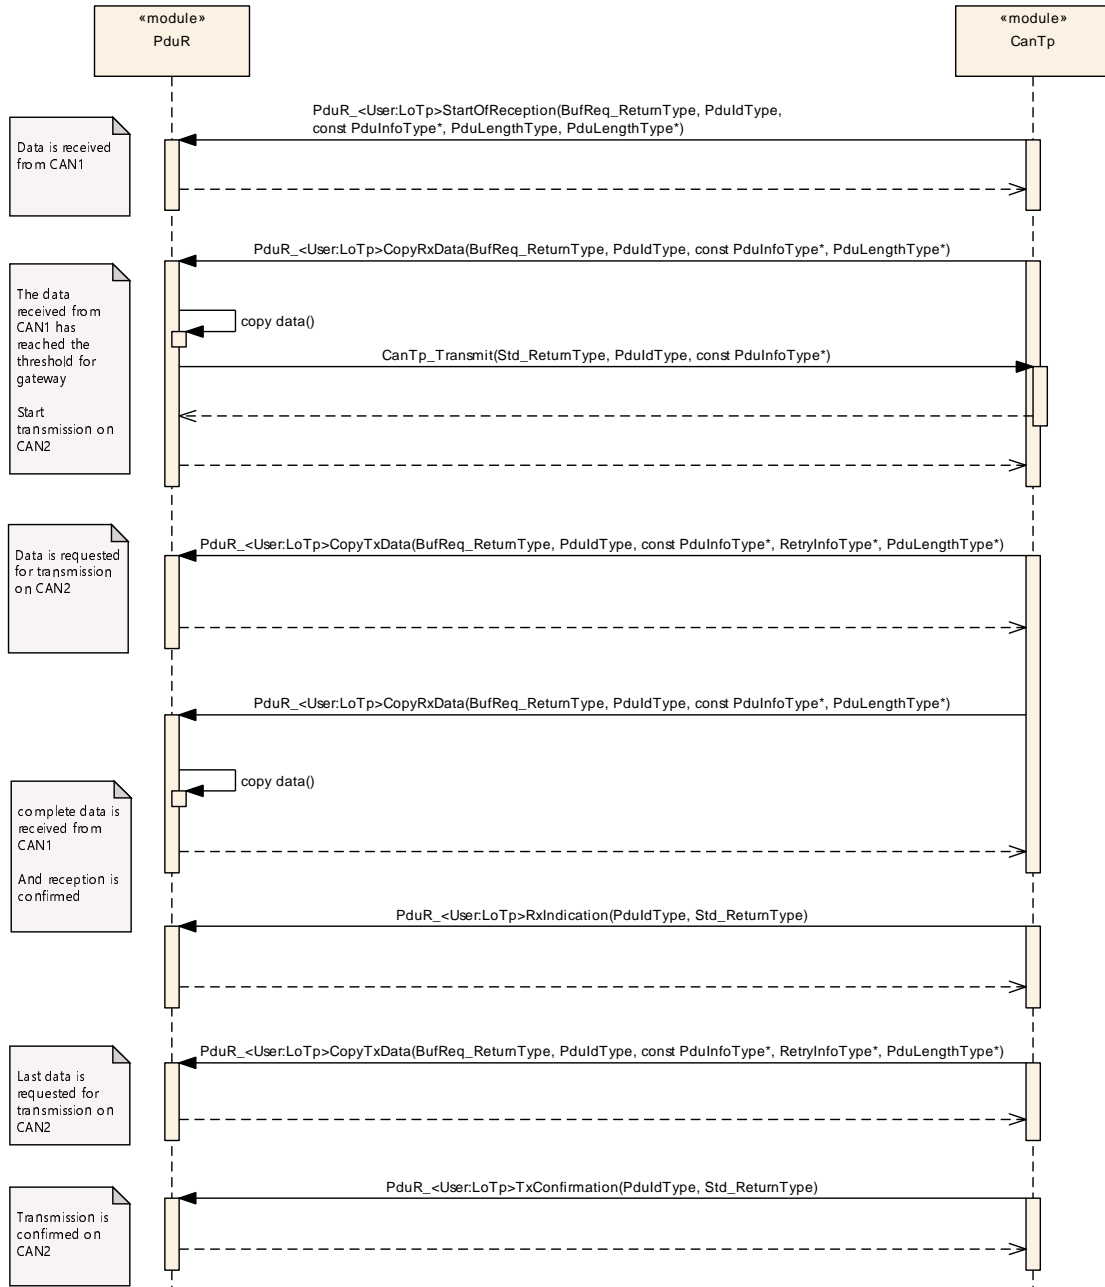 «module»
PduR
«module»
CanTp
PduR_<User:LoTp>StartOfReception(BufReq_ReturnType, PduIdType,
const PduInfoType*, PduLengthType, PduLengthType*)
Data is received
from CAN1
PduR_<User:LoTp>CopyRxData(BufReq_ReturnType, PduIdType, const PduInfoType*, PduLengthType*)
The data
received from
CAN1 has
reached the
threshold for
gateway
Start
transmission on
CAN2
copy data()
CanTp_Transmit(Std_ReturnType, PduIdType, const PduInfoType*)
Data is requested
for transmission
on CAN2
PduR_<User:LoTp>CopyTxData(BufReq_ReturnType, PduIdType, const PduInfoType*, RetryInfoType*, PduLengthType*)
PduR_<User:LoTp>CopyRxData(BufReq_ReturnType, PduIdType, const PduInfoType*, PduLengthType*)
copy data()
complete data is
received from
CAN1
And reception is
confirmed
PduR_<User:LoTp>RxIndication(PduIdType, Std_ReturnType)
PduR_<User:LoTp>CopyTxData(BufReq_ReturnType, PduIdType, const PduInfoType*, RetryInfoType*, PduLengthType*)
Last data is
requested for
transmission on
CAN2
PduR_<User:LoTp>TxConfirmation(PduIdType, Std_ReturnType)
Transmission is
confirmed on
CAN2